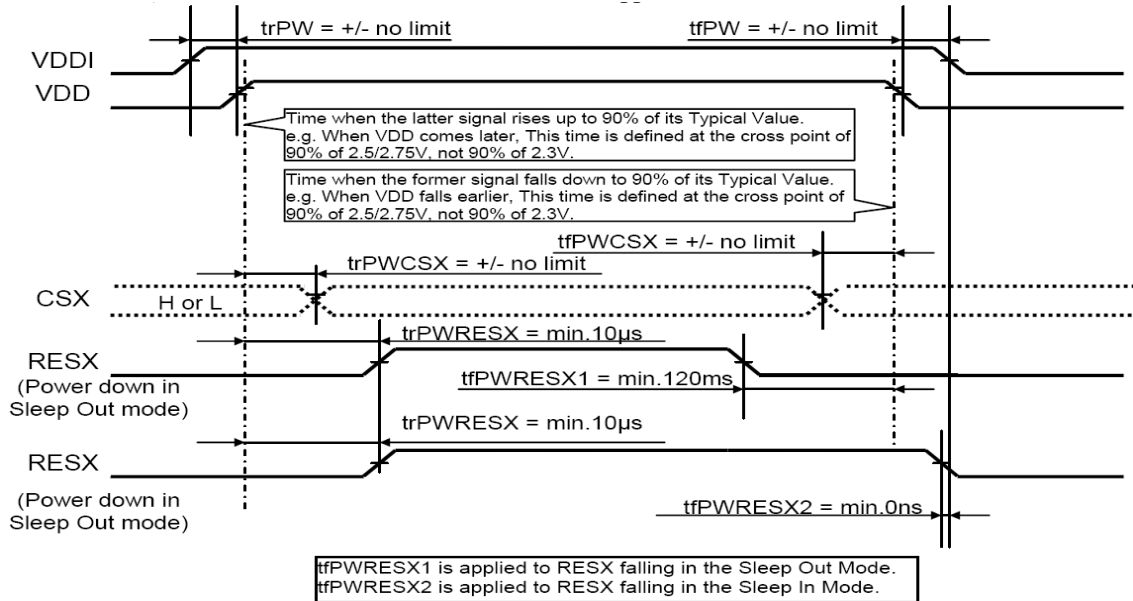 trPW = +/- no limit
tfPW = +/- no limit
VDDI
VDD
Time when the latter signal rises up to 90% of its Typical Value.
e.g. When VDD comes later, This time is defined at the cross point of
90% of 2.5/2.75V, not 90% of 2.3V.
Time when the former signal falls down to 90% of its Typical Value.
e.g. When VDD falls earlier, This time is defined at the cross point of
90% of 2.5/2.75V, not 90% of 2.3V.
tfPWCSX = +/- no limit
trPWCSX = +/- no limit
CSX
H or L
trPWRESX = min.10µs
RESX
(Power down in
Sleep Out mode)
tfPWRESX1 = min.120ms
trPWRESX = min.10µs
RESX
(Power down in
Sleep Out mode)
tfPWRESX2 = min.0ns
tfPWRESX1 is applied to RESX falling in the Sleep Out Mode.
tfPWRESX2 is applied to RESX falling in the Sleep In Mode.